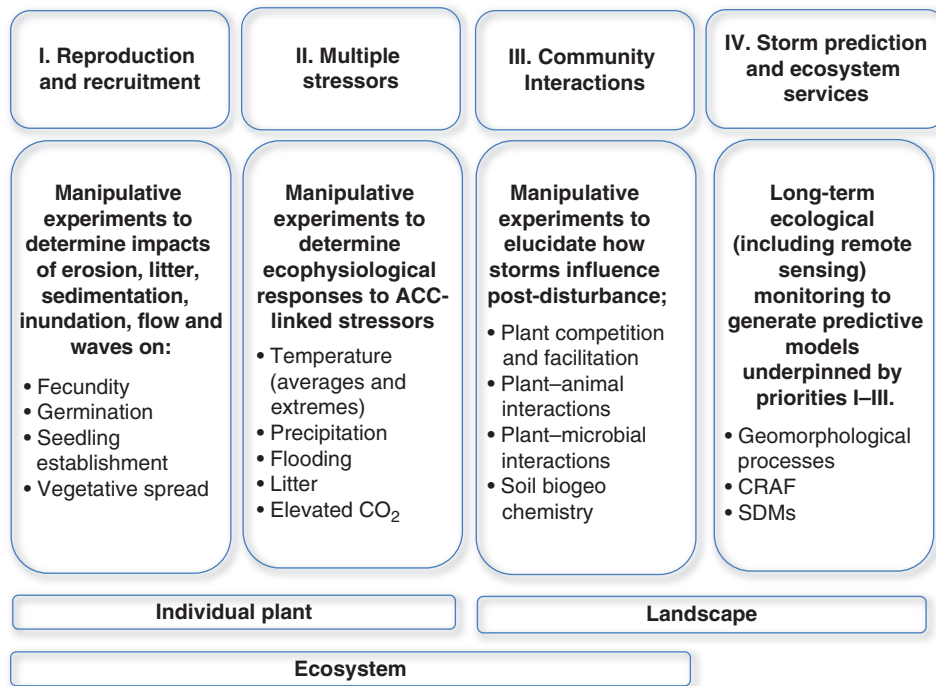 I. Reproduction
and recruitment
II. Multiple
stressors
III. Community
Interactions
IV. Storm prediction
and ecosystem
services
Manipulative
experiments to
determine impacts
of erosion, litter,
sedimentation,
inundation, flow and
waves on:
• Fecundity
• Germination
• Seedling
establishment
• Vegetative spread
Manipulative
experiments to
determine
ecophysiological
responses to ACC-
linked stressors
• Temperature
(averages and
extremes)
• Precipitation
• Flooding
• Litter
• Elevated CO₂
Manipulative
experiments to
elucidate how
storms influence
post-disturbance;
• Plant competition
and facilitation
• Plant–animal
interactions
• Plant–microbial
interactions
• Soil biogeo
chemistry
Long-term
ecological
(including remote
sensing)
monitoring to
generate predictive
models
underpinned by
priorities I–III.
• Geomorphological
processes
• CRAF
• SDMs
Individual plant
Landscape
Ecosystem